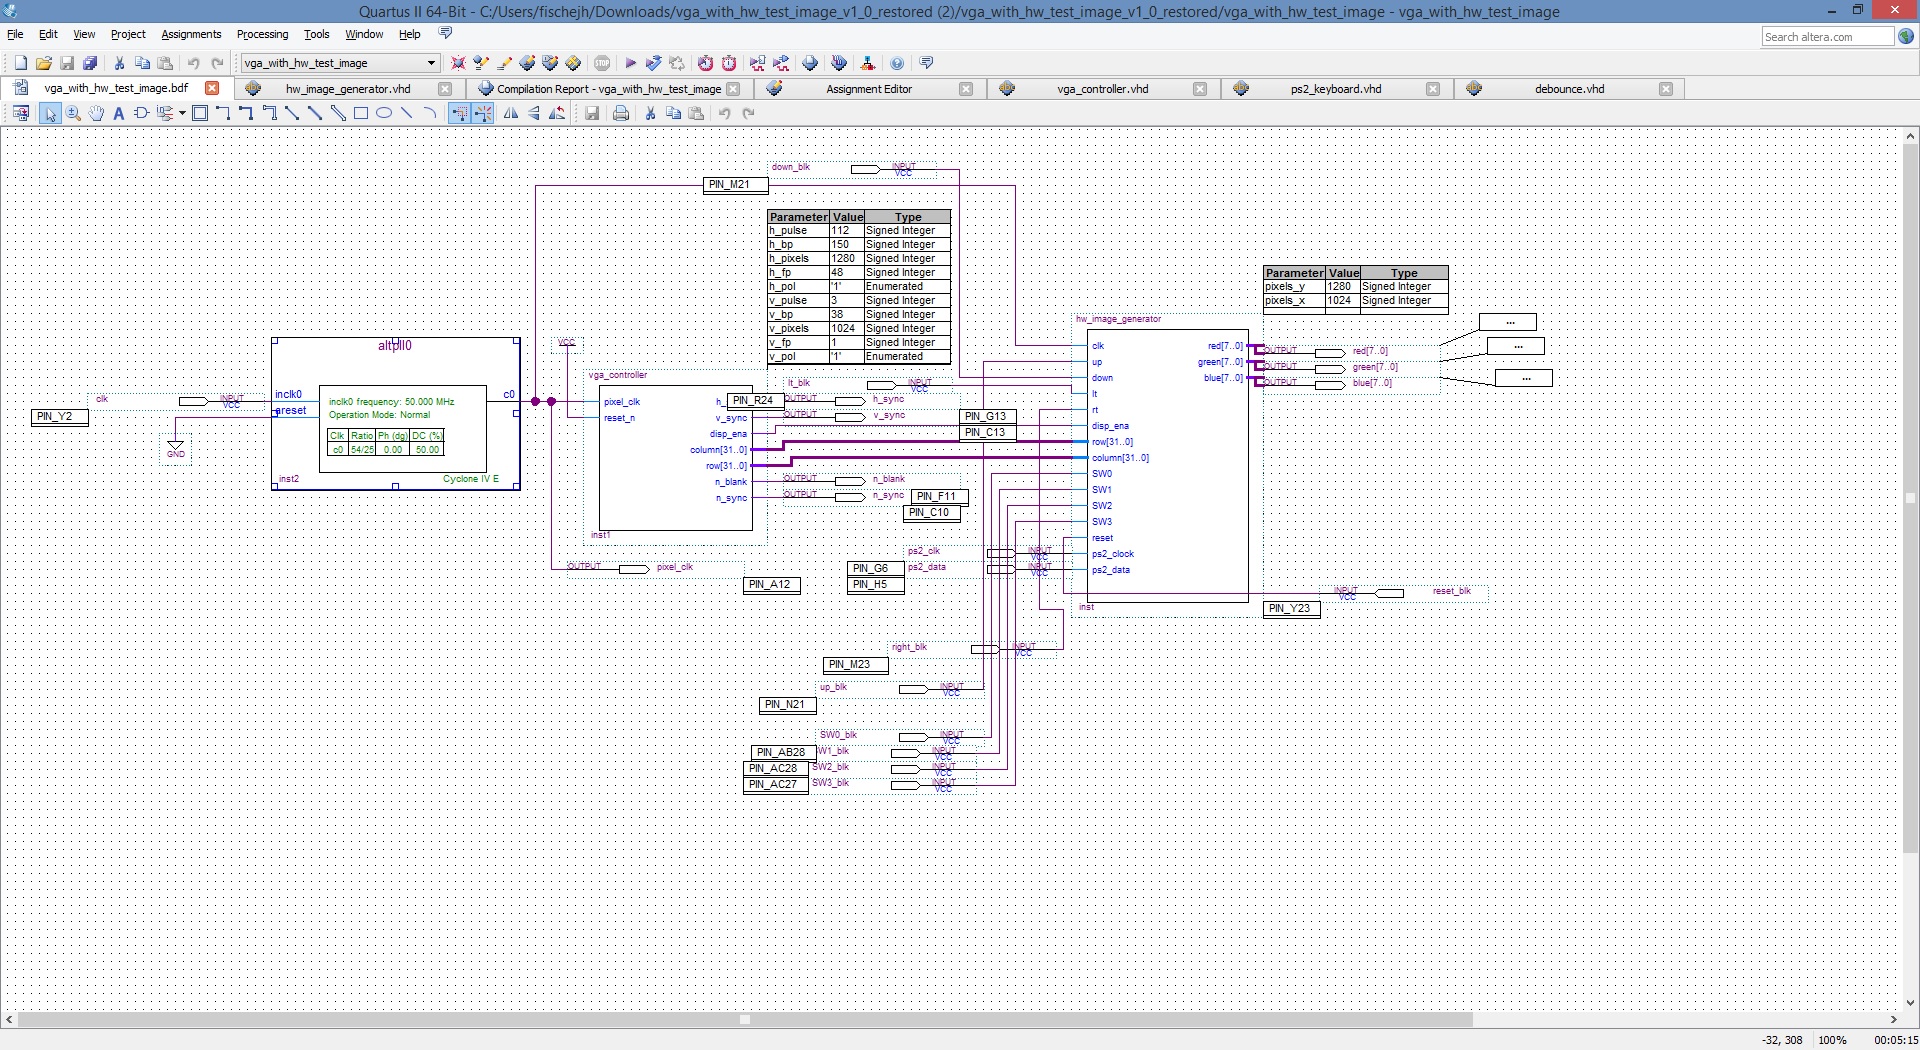 Quartus II 64-Bit - C:/Users/fischejh/Downloads/vga_with_hw_test_image_v1_0_restored (2)/vga_with_hw_test_image_v1_0_restored/vga_with_hw_test_image - vga_with_hw_test_image
File Edit View Project Assignments Processing Tools Window Help
Search altera.com
vga_with_hw_test_image
vga_with_hw_test_image.bdf
hw_image_generator.vhd
Compilation Report - vga_with_hw_test_image
Assignment Editor
vga_controller.vhd
ps2_keyboard.vhd
debounce.vhd
down_blk INPUT VCC
PIN_M21
Parameter Value Type
h_pulse 112 Signed Integer
h_bp 150 Signed Integer
h_pixels 1280 Signed Integer
h_fp 48 Signed Integer
h_pol '1' Enumerated
v_pulse 3 Signed Integer
v_bp 38 Signed Integer
v_pixels 1024 Signed Integer
v_fp 1 Signed Integer
v_pol '1' Enumerated
Parameter Value Type
pixels_y 1280 Signed Integer
pixels_x 1024 Signed Integer
clk INPUT VCC
PIN_Y2
GND
altpll0
inclk0
areset
c0
inclk0 frequency: 50.000 MHz
Operation Mode: Normal
Clk Ratio Ph (dg) DC (%)
c0 54/25 0.00 50.00
inst2 Cyclone IV E
VCC
vga_controller
pixel_clk
reset_n
h_
v_sync
disp_ena
column[31..0]
row[31..0]
n_blank
n_sync
inst1
lt_blk INPUT VCC
PIN_R24
OUTPUT h_sync
OUTPUT v_sync
PIN_G13
PIN_C13
OUTPUT n_blank
OUTPUT n_sync
PIN_F11
PIN_C10
OUTPUT pixel_clk
PIN_A12
ps2_clk INPUT VCC
ps2_data INPUT VCC
PIN_G6
PIN_H5
hw_image_generator
clk
up
down
lt
rt
disp_ena
row[31..0]
column[31..0]
SW0
SW1
SW2
SW3
reset
ps2_clock
ps2_data
red[7..0]
green[7..0]
blue[7..0]
inst
OUTPUT red[7..0]
OUTPUT green[7..0]
OUTPUT blue[7..0]
...
...
...
INPUT VCC reset_blk
PIN_Y23
right_blk INPUT VCC
PIN_M23
up_blk INPUT VCC
PIN_N21
SW0_blk INPUT VCC
PIN_AB28 W1_blk INPUT VCC
PIN_AC28 SW2_blk INPUT VCC
PIN_AC27 SW3_blk INPUT VCC
-32, 308 100% 00:05:15